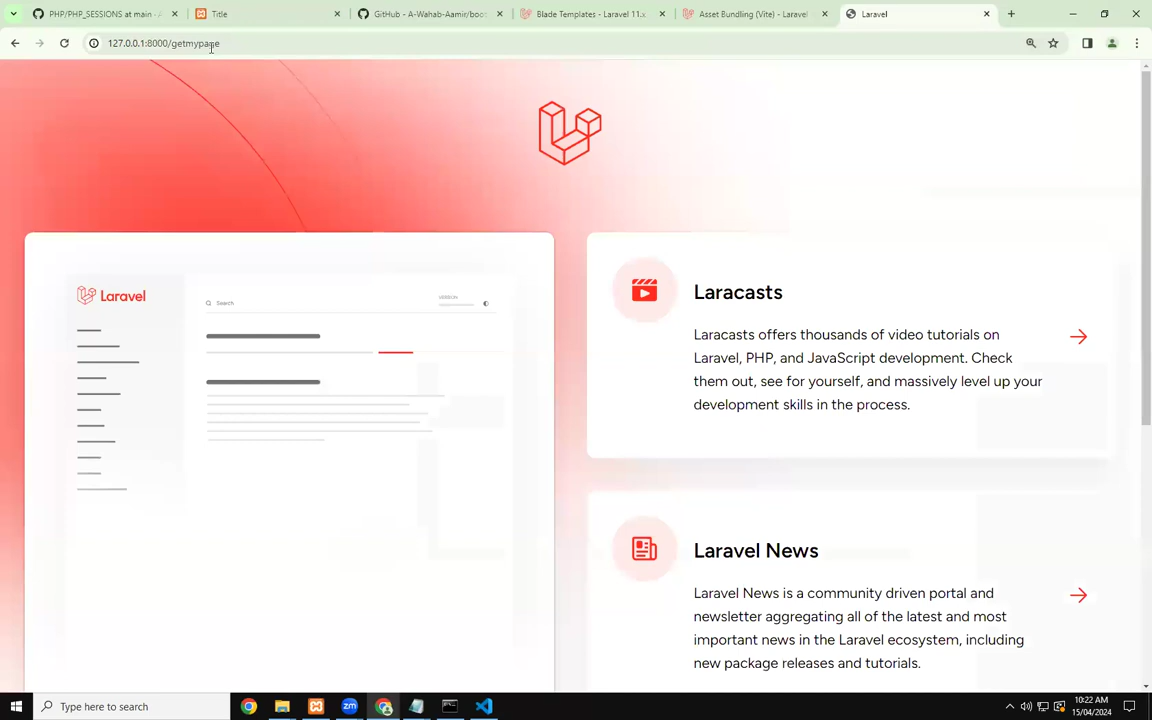 PHP/PHP_SESSIONS at main · A
Title
GitHub - A-Wahab-Aamir/boo
Blade Templates - Laravel 11.x
Asset Bundling (Vite) - Laravel
Laravel
127.0.0.1:8000/getmypage
Laravel
Search
Laracasts
Laracasts offers thousands of video tutorials on
Laravel, PHP, and JavaScript development. Check
them out, see for yourself, and massively level up your
development skills in the process.
Laravel News
Laravel News is a community driven portal and
newsletter aggregating all of the latest and most
important news in the Laravel ecosystem, including
new package releases and tutorials.
Type here to search
zm
10:22 AM
15/04/2024